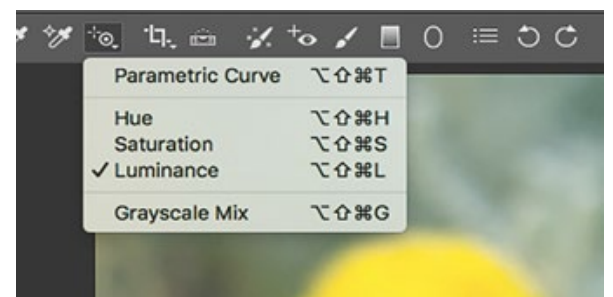 Parametric Curve ⌥⇧⌘T
Hue ⌥⇧⌘H
Saturation ⌥⇧⌘S
✓ Luminance ⌥⇧⌘L
Grayscale Mix ⌥⇧⌘G